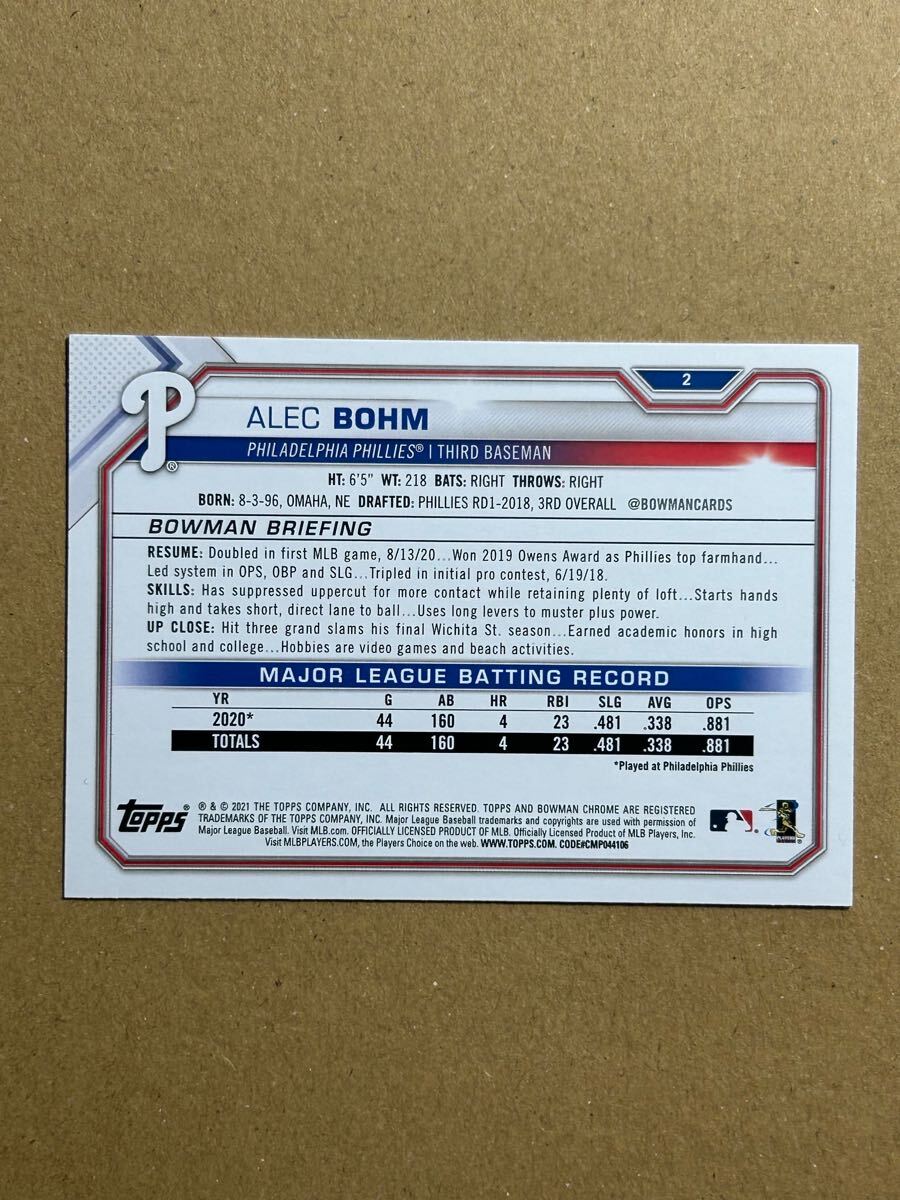 2
P®
ALEC BOHM
PHILADELPHIA PHILLIES® | THIRD BASEMAN
HT: 6'5" WT: 218 BATS: RIGHT THROWS: RIGHT
BORN: 8-3-96, OMAHA, NE DRAFTED: PHILLIES RD1-2018, 3RD OVERALL @BOWMANCARDS
BOWMAN BRIEFING
RESUME: Doubled in first MLB game, 8/13/20...Won 2019 Owens Award as Phillies top farmhand...
Led system in OPS, OBP and SLG...Tripled in initial pro contest, 6/19/18.
SKILLS: Has suppressed uppercut for more contact while retaining plenty of loft...Starts hands
high and takes short, direct lane to ball...Uses long levers to muster plus power.
UP CLOSE: Hit three grand slams his final Wichita St. season...Earned academic honors in high
school and college...Hobbies are video games and beach activities.
MAJOR LEAGUE BATTING RECORD
YR G AB HR RBI SLG AVG OPS
2020* 44 160 4 23 .481 .338 .881
TOTALS 44 160 4 23 .481 .338 .881
*Played at Philadelphia Phillies
TOPPS® ® & © 2021 THE TOPPS COMPANY, INC. ALL RIGHTS RESERVED. TOPPS AND BOWMAN CHROME ARE REGISTERED
TRADEMARKS OF THE TOPPS COMPANY, INC. Major League Baseball trademarks and copyrights are used with permission of
Major League Baseball. Visit MLB.com. OFFICIALLY LICENSED PRODUCT OF MLB. Officially Licensed Product of MLB Players, Inc.
Visit MLBPLAYERS.COM, the Players Choice on the web. WWW.TOPPS.COM. CODE#CMP044106